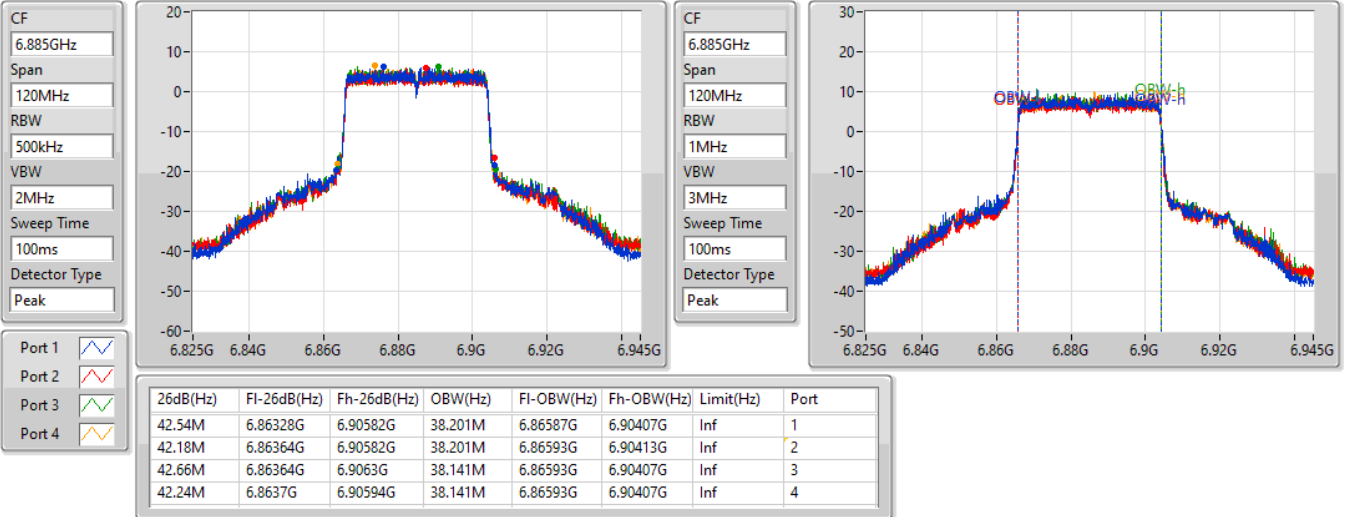 CF
6.885GHz
Span
120MHz
RBW
500kHz
VBW
2MHz
Sweep Time
100ms
Detector Type
Peak
10-
20-
0-
-10-
-20-
-30-
-40-
-50-
-60-
6.825G 6.84G 6.86G 6.88G 6.9G 6.92G 6.945G
CF
6.885GHz
Span
120MHz
RBW
1MHz
VBW
3MHz
Sweep Time
100ms
Detector Type
Peak
30-
20-
10-
0-
-10-
-20-
-30-
-40-
-50-
OBW-h
OBW-h
6.825G 6.84G 6.86G 6.88G 6.9G 6.92G 6.945G
Port 1
Port 2
Port 3
Port 4
26dB(Hz) Fl-26dB(Hz) Fh-26dB(Hz) OBW(Hz) Fl-OBW(Hz) Fh-OBW(Hz) Limit(Hz) Port
42.54M 6.86328G 6.90582G 38.201M 6.86587G 6.90407G Inf 1
42.18M 6.86364G 6.90582G 38.201M 6.86593G 6.90413G Inf 2
42.66M 6.86364G 6.9063G 38.141M 6.86593G 6.90407G Inf 3
42.24M 6.8637G 6.90594G 38.141M 6.86593G 6.90407G Inf 4